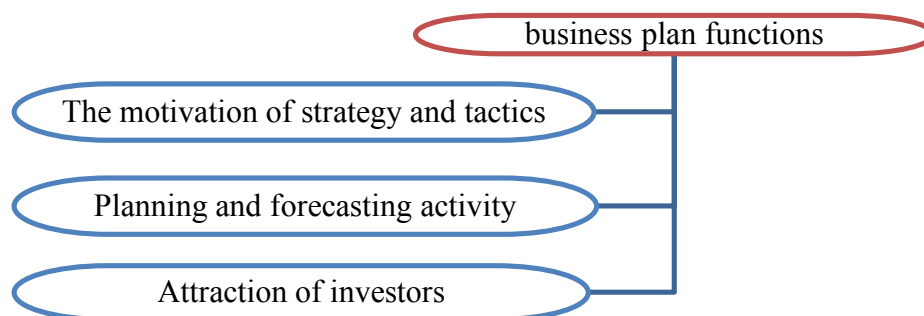 business plan functions
The motivation of strategy and tactics
Planning and forecasting activity
Attraction of investors